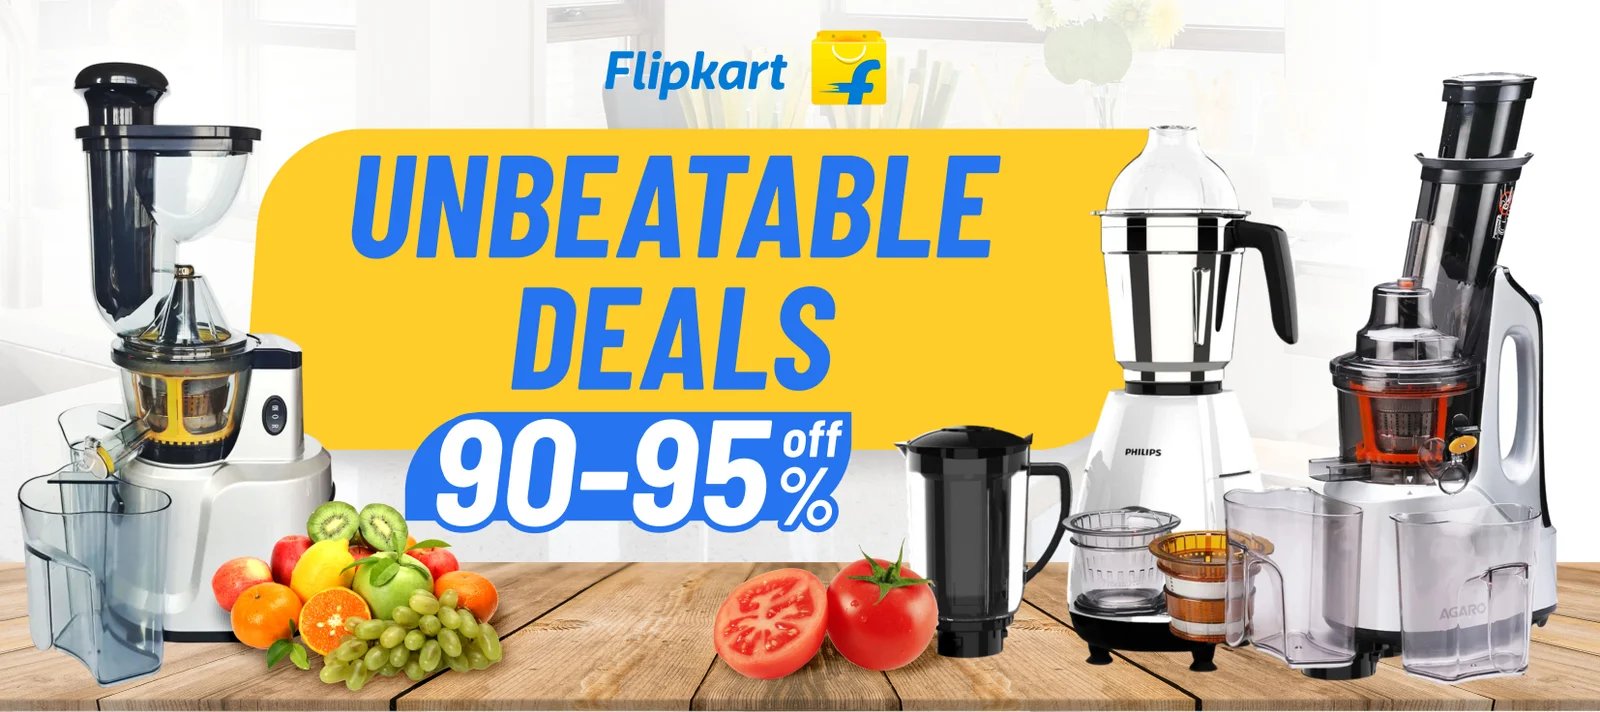 Flipkart
UNBEATABLE
DEALS
90-95% off
PHILIPS
AGARO